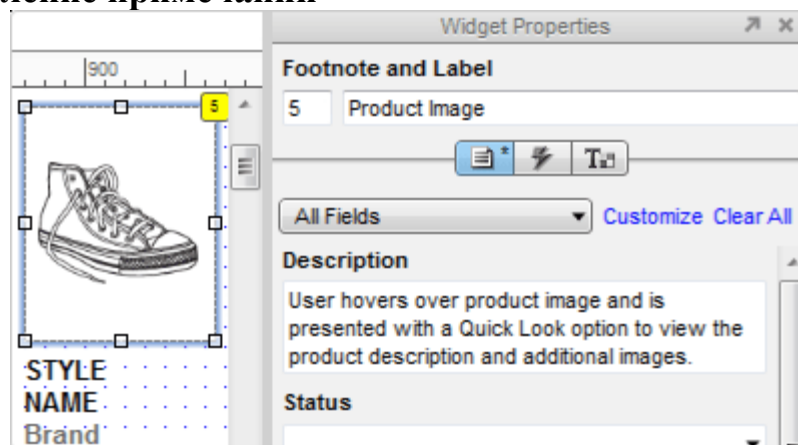 Widget Properties
900
Footnote and Label
5
5 Product Image
All Fields Customize Clear All
Description
User hovers over product image and is
presented with a Quick Look option to view the
product description and additional images.
STYLE
NAME
Brand
Status